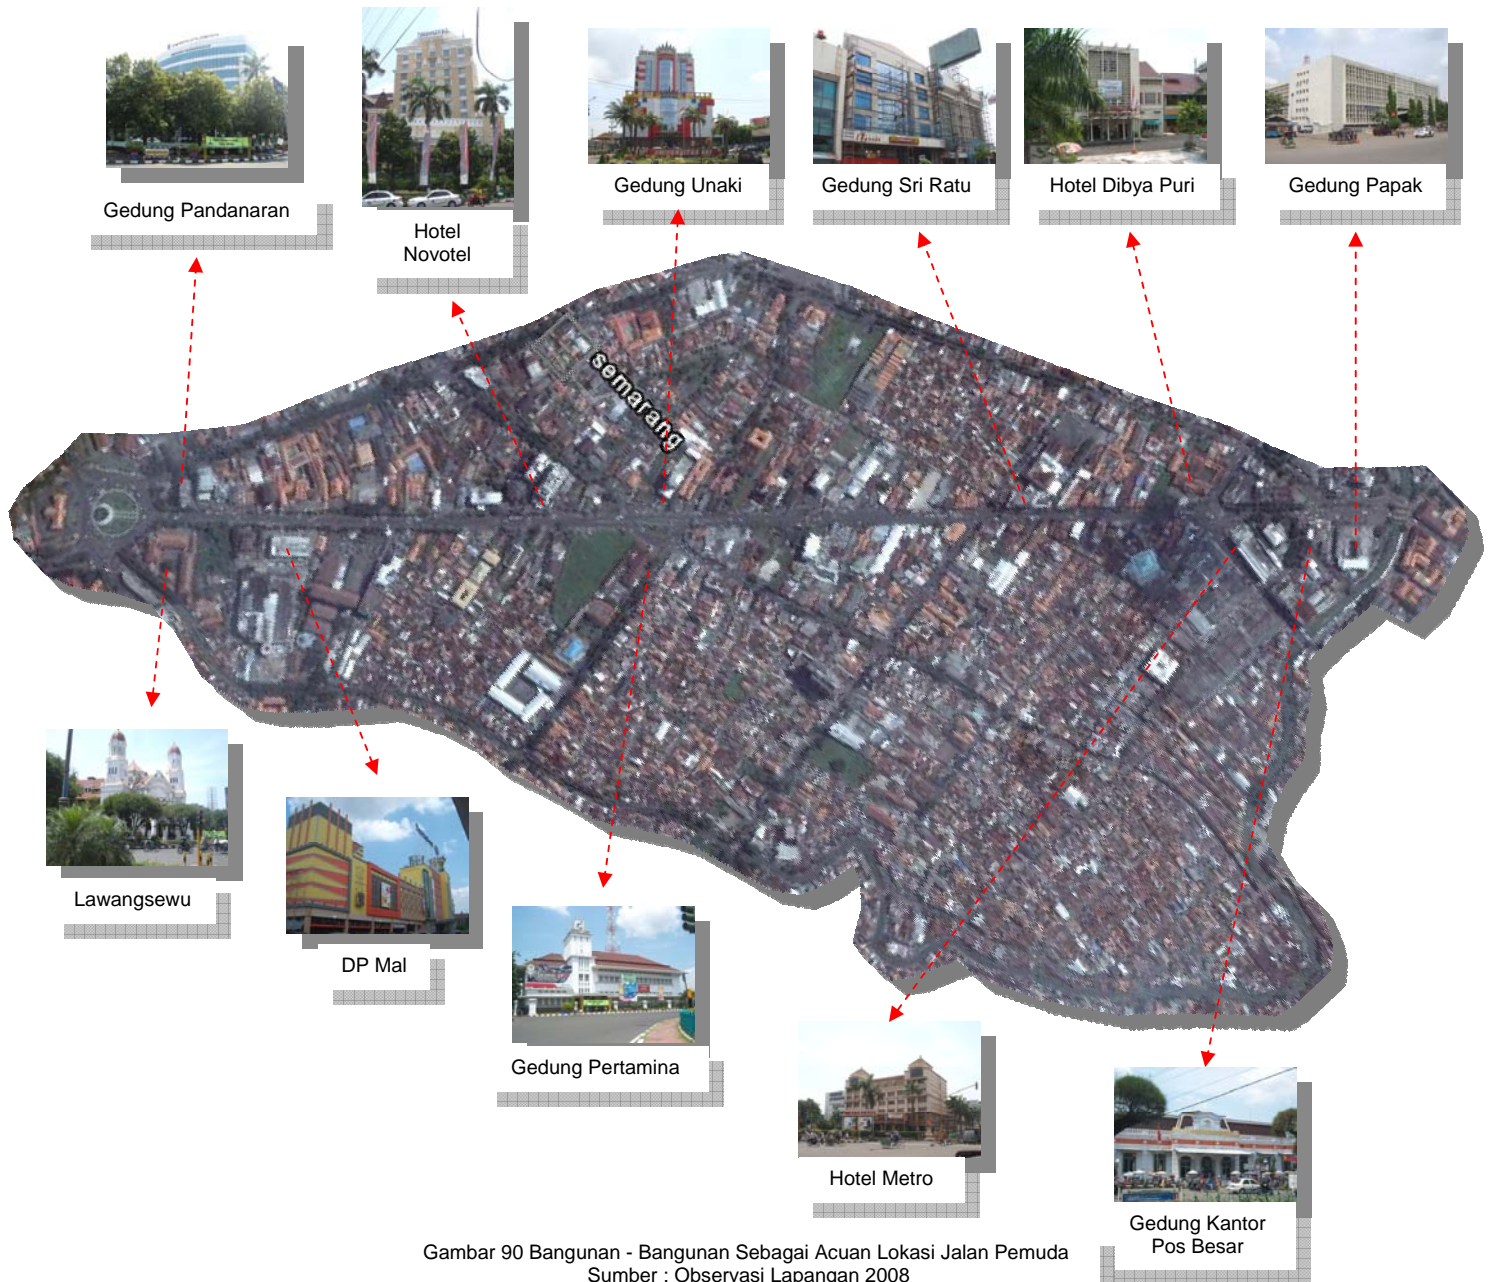 Gedung Pandanaran
Hotel
Novotel
Gedung Unaki
Gedung Sri Ratu
Hotel Dibya Puri
Gedung Papak
semarang
Lawangsewu
DP Mal
Gedung Pertamina
Hotel Metro
Gedung Kantor
Pos Besar
Gambar 90 Bangunan - Bangunan Sebagai Acuan Lokasi Jalan Pemuda
Sumber : Observasi Lapangan 2008